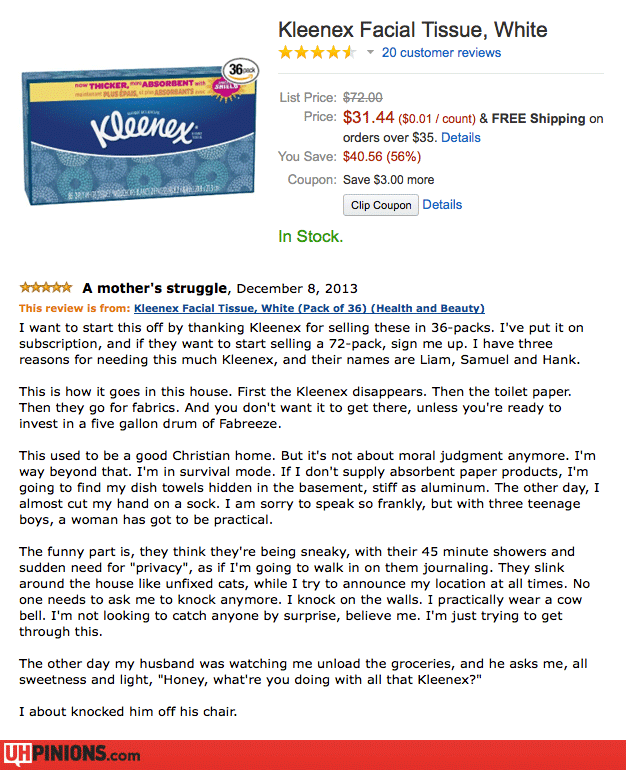 Kleenex Facial Tissue, White
20 customer reviews
36pack
now THICKER, more ABSORBENT with
maintenant PLUS ÉPAIS, et plus ABSORBANTS avec
SHIELD
Kleenex
List Price: $72.00
Price: $31.44 ($0.01 / count) & FREE Shipping on
orders over $35. Details
You Save: $40.56 (56%)
Coupon: Save $3.00 more
Clip Coupon Details
In Stock.
A mother's struggle, December 8, 2013
This review is from: Kleenex Facial Tissue, White (Pack of 36) (Health and Beauty)
I want to start this off by thanking Kleenex for selling these in 36-packs. I've put it on
subscription, and if they want to start selling a 72-pack, sign me up. I have three
reasons for needing this much Kleenex, and their names are Liam, Samuel and Hank.
This is how it goes in this house. First the Kleenex disappears. Then the toilet paper.
Then they go for fabrics. And you don't want it to get there, unless you're ready to
invest in a five gallon drum of Fabreeze.
This used to be a good Christian home. But it's not about moral judgment anymore. I'm
way beyond that. I'm in survival mode. If I don't supply absorbent paper products, I'm
going to find my dish towels hidden in the basement, stiff as aluminum. The other day, I
almost cut my hand on a sock. I am sorry to speak so frankly, but with three teenage
boys, a woman has got to be practical.
The funny part is, they think they're being sneaky, with their 45 minute showers and
sudden need for "privacy", as if I'm going to walk in on them journaling. They slink
around the house like unfixed cats, while I try to announce my location at all times. No
one needs to ask me to knock anymore. I knock on the walls. I practically wear a cow
bell. I'm not looking to catch anyone by surprise, believe me. I'm just trying to get
through this.
The other day my husband was watching me unload the groceries, and he asks me, all
sweetness and light, "Honey, what're you doing with all that Kleenex?"
I about knocked him off his chair.
UHPINIONS.com